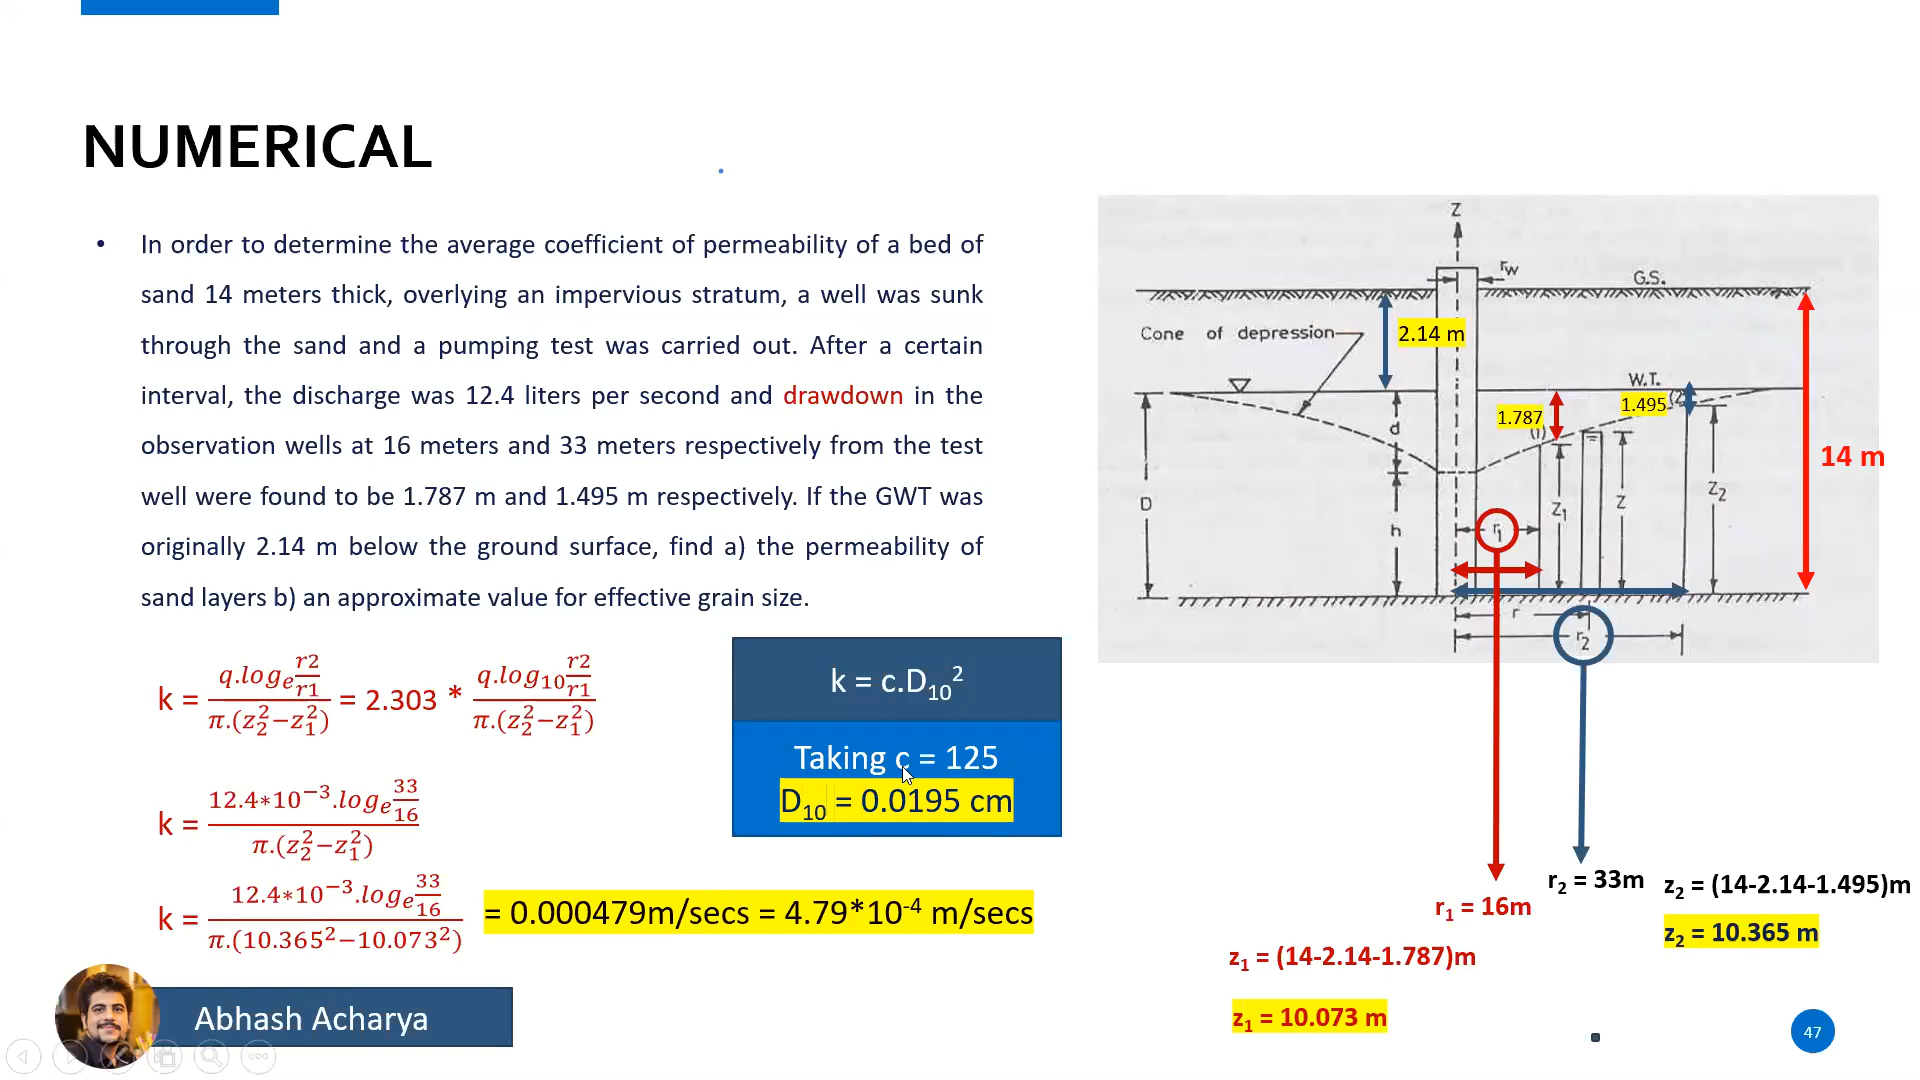 NUMERICAL
• In order to determine the average coefficient of permeability of a bed of
sand 14 meters thick, overlying an impervious stratum, a well was sunk
through the sand and a pumping test was carried out. After a certain
interval, the discharge was 12.4 liters per second and drawdown in the
observation wells at 16 meters and 33 meters respectively from the test
well were found to be 1.787 m and 1.495 m respectively. If the GWT was
originally 2.14 m below the ground surface, find a) the permeability of
sand layers b) an approximate value for effective grain size.
k = q.logₑ(r2/r1) / π.(z₂²−z₁²) = 2.303 * q.log₁₀(r2/r1) / π.(z₂²−z₁²)
k = 12.4∗10⁻³.logₑ(33/16) / π.(z₂²−z₁²)
k = 12.4∗10⁻³.logₑ(33/16) / π.(10.365²−10.073²) = 0.000479m/secs = 4.79*10⁻⁴ m/secs
k = c.D₁₀²
Taking c = 125
D₁₀ = 0.0195 cm
Abhash Acharya
Z
r_w
G.S.
Cone of depression
2.14 m
W.T.
1.787
1.495
(1)
(2)
14 m
d
D
h
Z₁
Z
Z₂
r₁
r
r₂
r₂ = 33m
r₁ = 16m
z₂ = (14-2.14-1.495)m
z₂ = 10.365 m
z₁ = (14-2.14-1.787)m
z₁ = 10.073 m
47